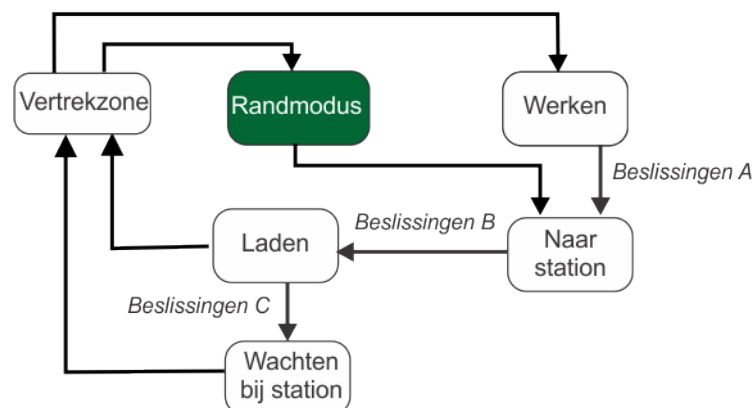 Vertrekzone
Randmodus
Werken
Beslissingen A
Beslissingen B
Laden
Naar
station
Beslissingen C
Wachten
bij station